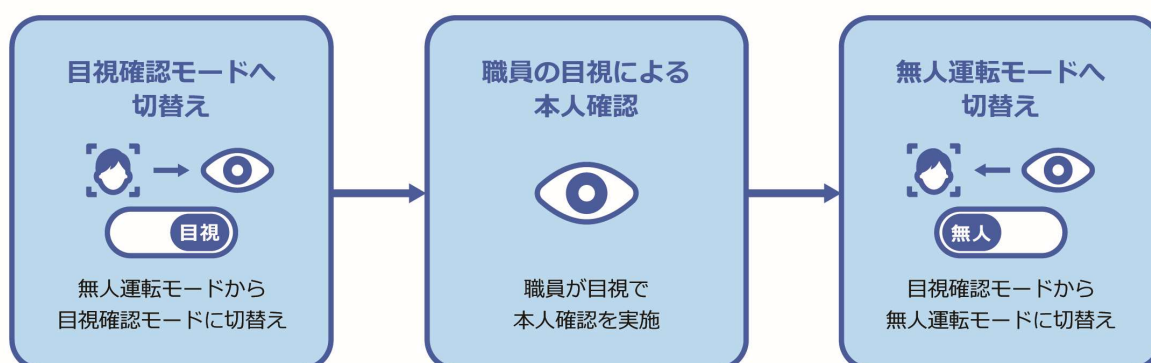 目視確認モードへ
切替え
目視
無人運転モードから
目視確認モードに切替え
職員の目視による
本人確認
職員が目視で
本人確認を実施
無人運転モードへ
切替え
無人
目視確認モードから
無人運転モードに切替え